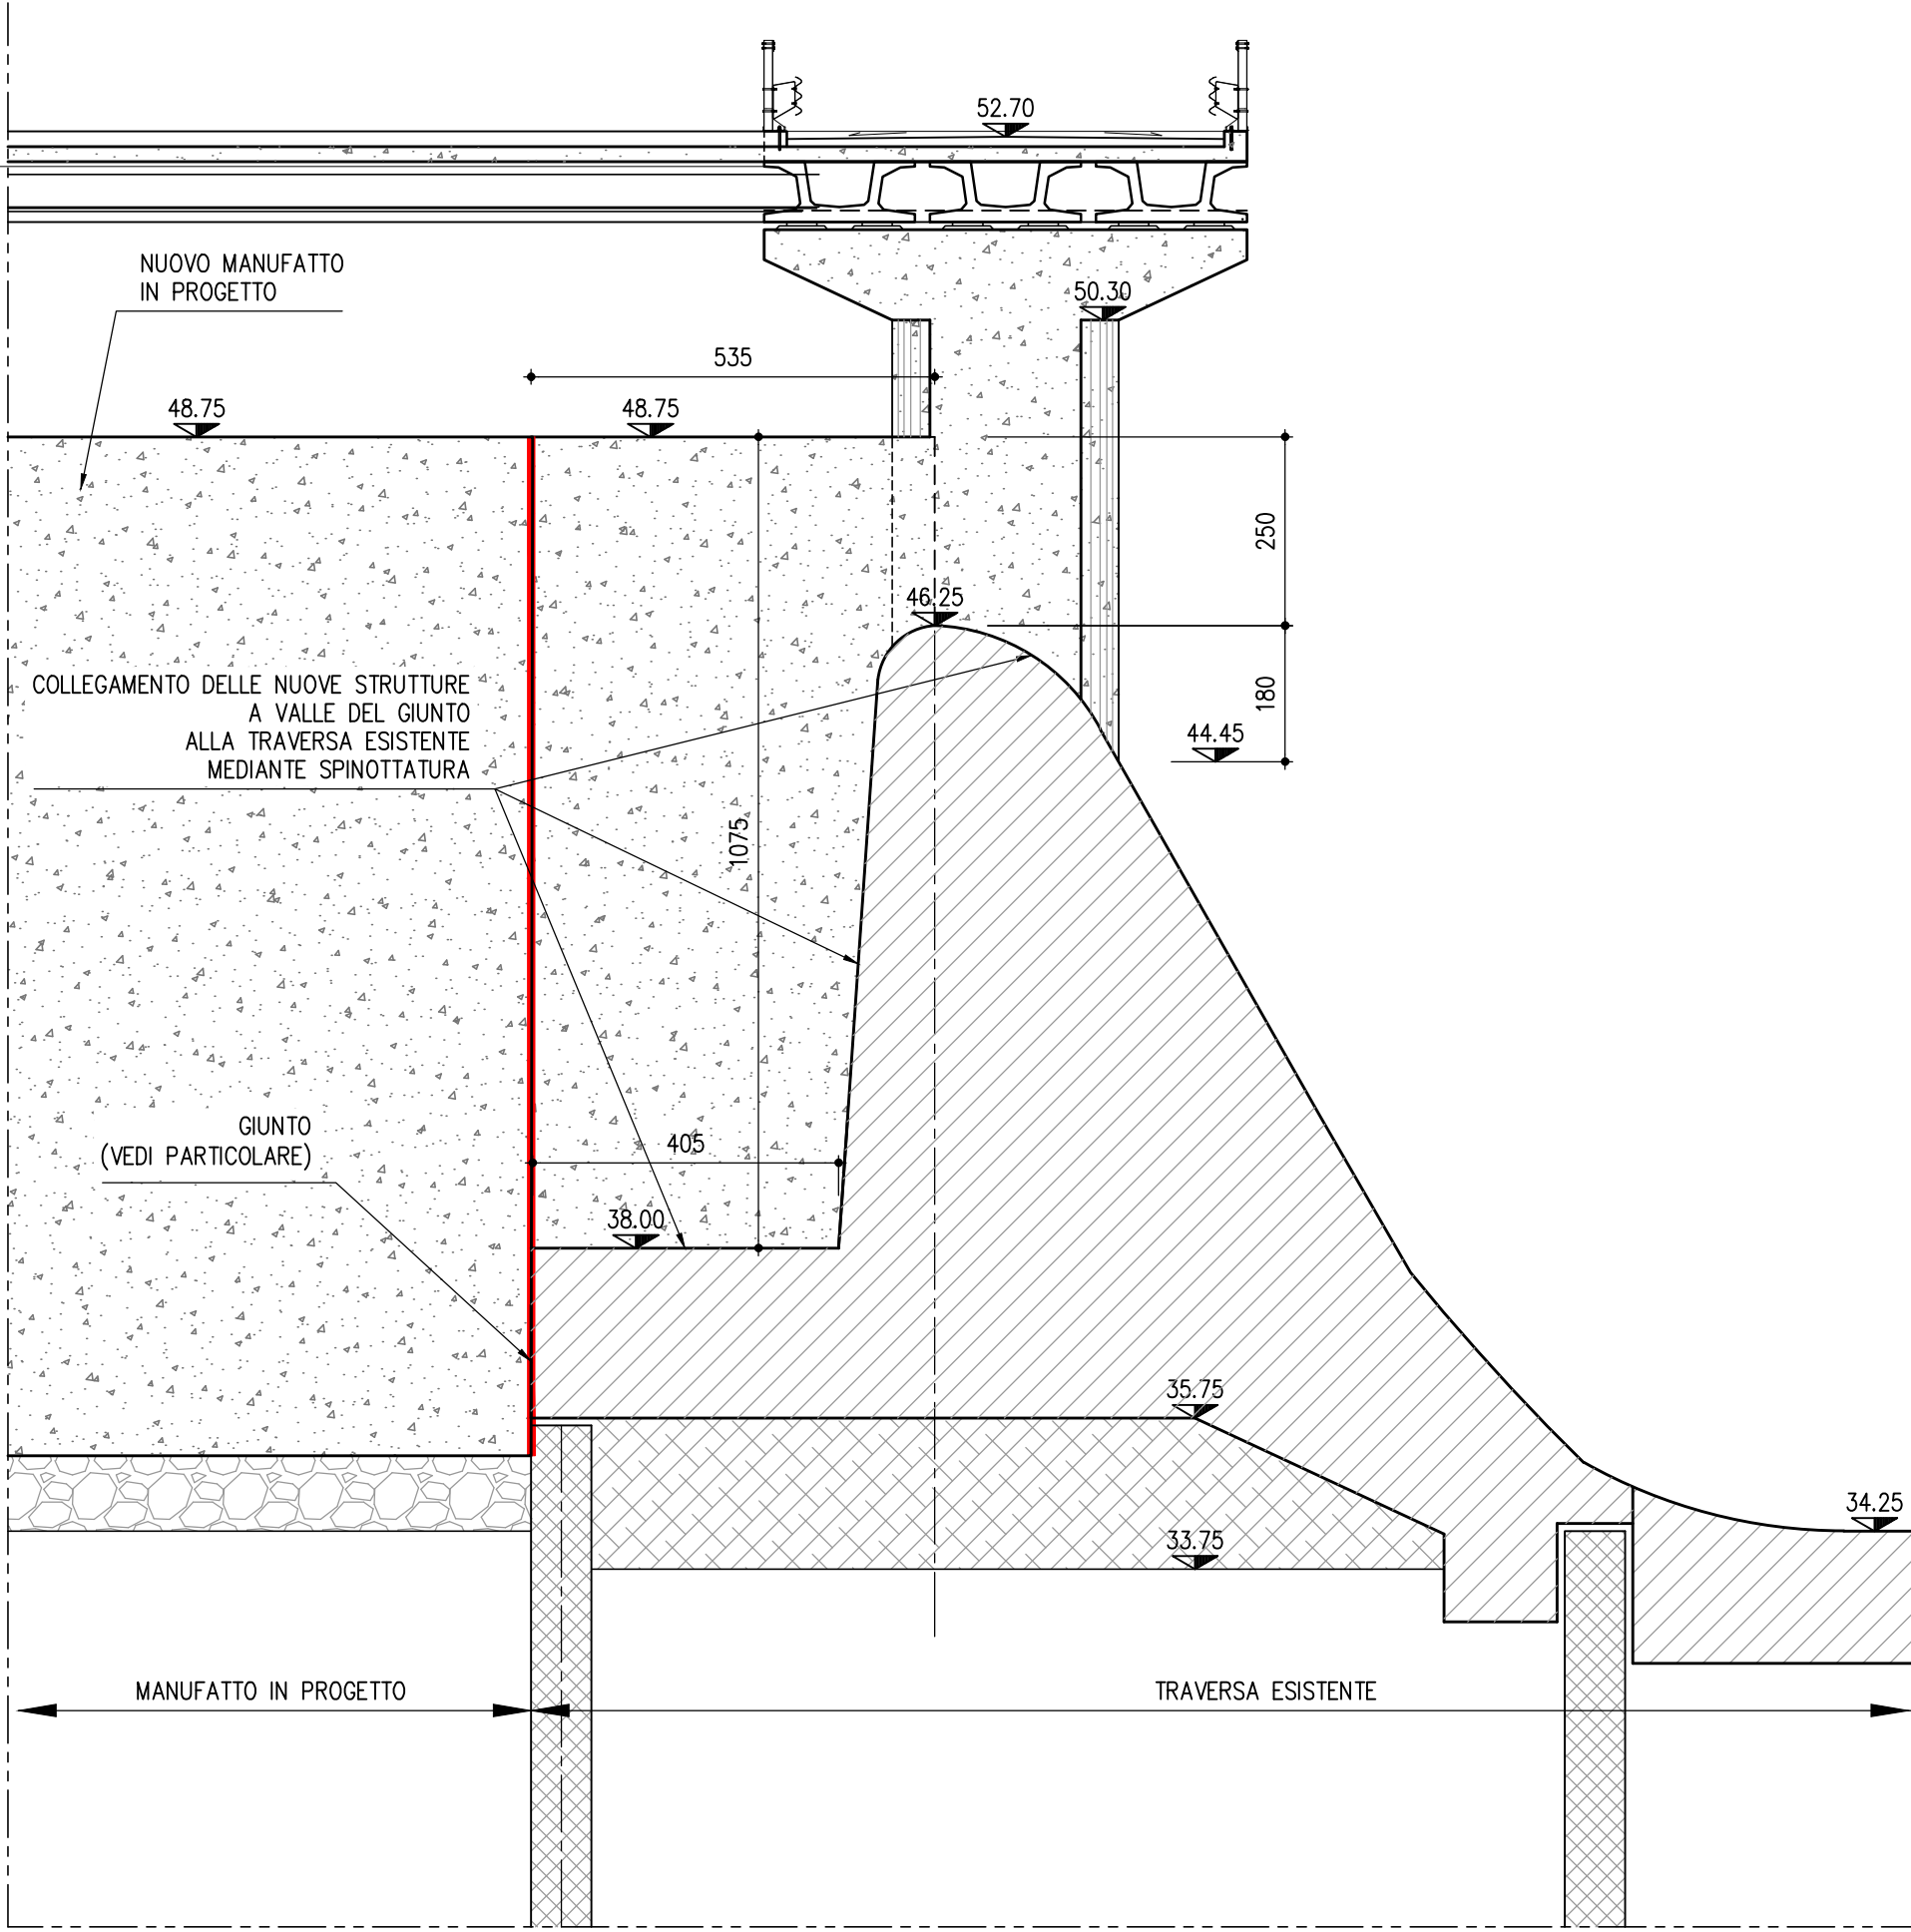 52.70
NUOVO MANUFATTO
IN PROGETTO
50.30
535
48.75
48.75
250
46.25
COLLEGAMENTO DELLE NUOVE STRUTTURE
A VALLE DEL GIUNTO
ALLA TRAVERSA ESISTENTE
MEDIANTE SPINOTTATURA
180
44.45
1075
GIUNTO
(VEDI PARTICOLARE)
405
38.00
35.75
34.25
33.75
MANUFATTO IN PROGETTO
TRAVERSA ESISTENTE